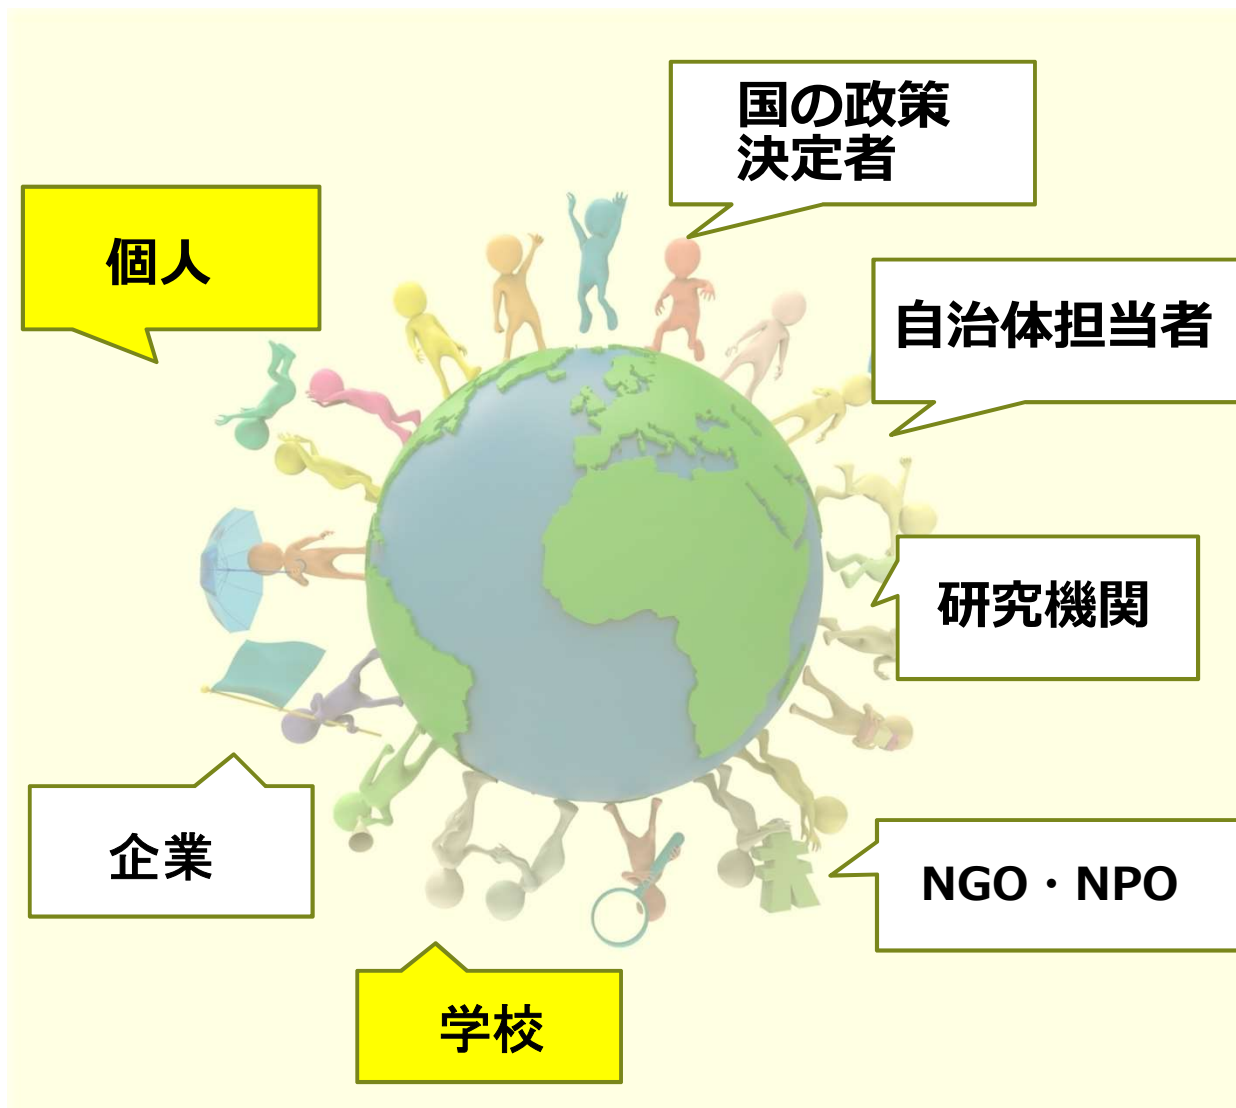 国の政策
決定者
個人
自治体担当者
研究機関
企業
NGO・NPO
学校